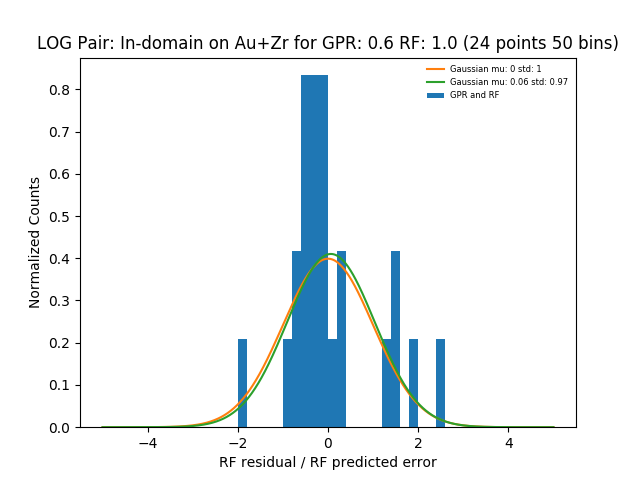 LOG Pair: In-domain on Au+Zr for GPR: 0.6 RF: 1.0 (24 points 50 bins)
Gaussian mu: 0 std: 1
Gaussian mu: 0.06 std: 0.97
GPR and RF
Normalized Counts
0.8
0.7
0.6
0.5
0.4
0.3
0.2
0.1
0.0
−4 −2 0 2 4
RF residual / RF predicted error